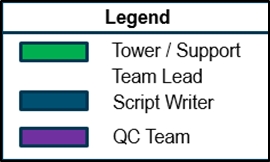 Legend
Tower / Support
Team Lead
Script Writer
QC Team